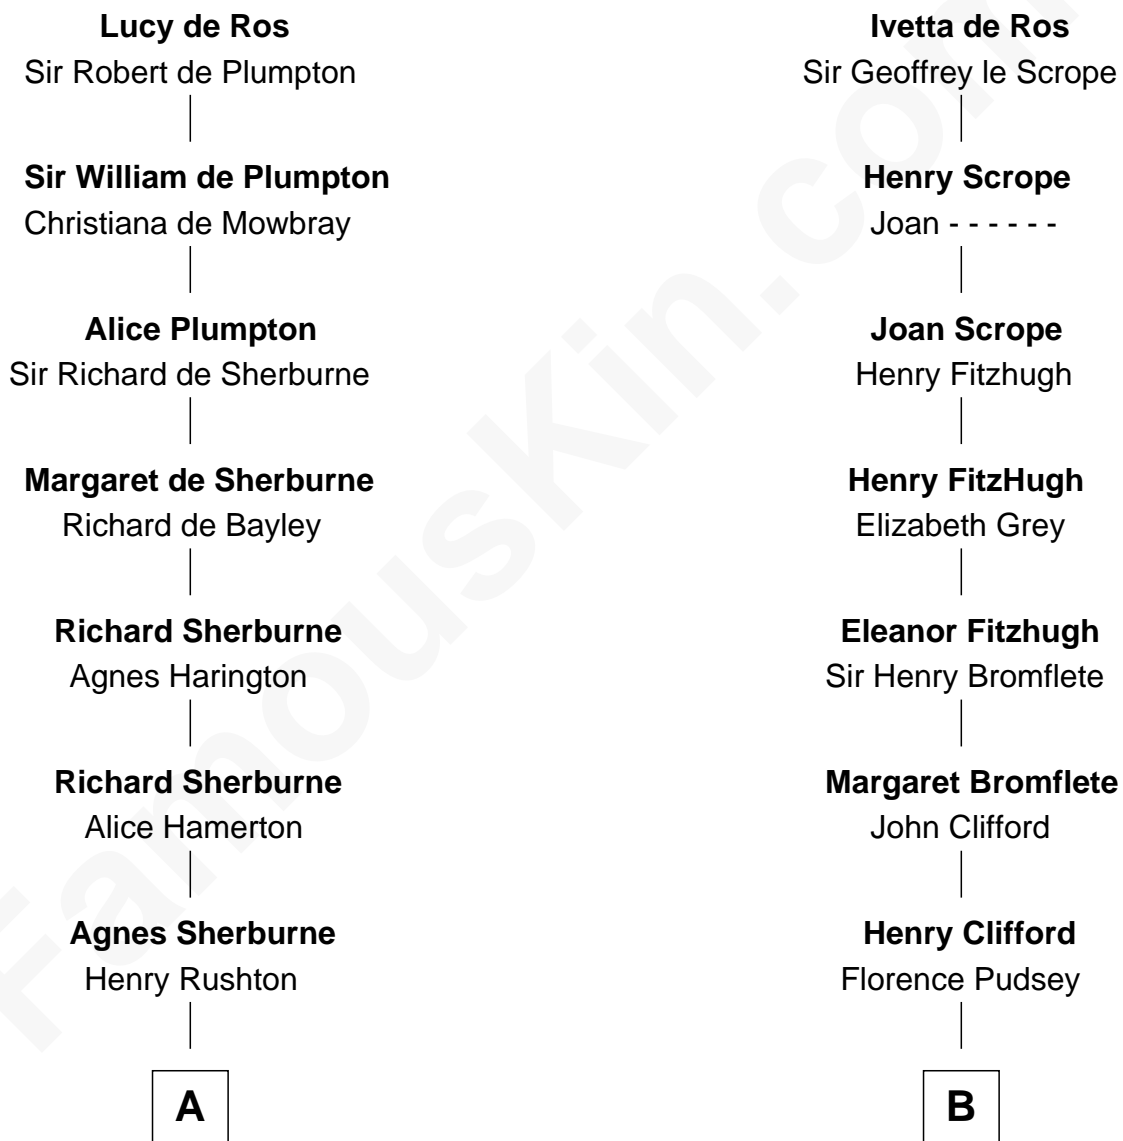 Lucy de Ros
Sir Robert de Plumpton
Sir William de Plumpton
Christiana de Mowbray
Alice Plumpton
Sir Richard de Sherburne
Margaret de Sherburne
Richard de Bayley
Richard Sherburne
Agnes Harington
Richard Sherburne
Alice Hamerton
Agnes Sherburne
Henry Rushton
A
Ivetta de Ros
Sir Geoffrey le Scrope
Henry Scrope
Joan - - - - - -
Joan Scrope
Henry Fitzhugh
Henry FitzHugh
Elizabeth Grey
Eleanor Fitzhugh
Sir Henry Bromflete
Margaret Bromflete
John Clifford
Henry Clifford
Florence Pudsey
B
FamousKin.com